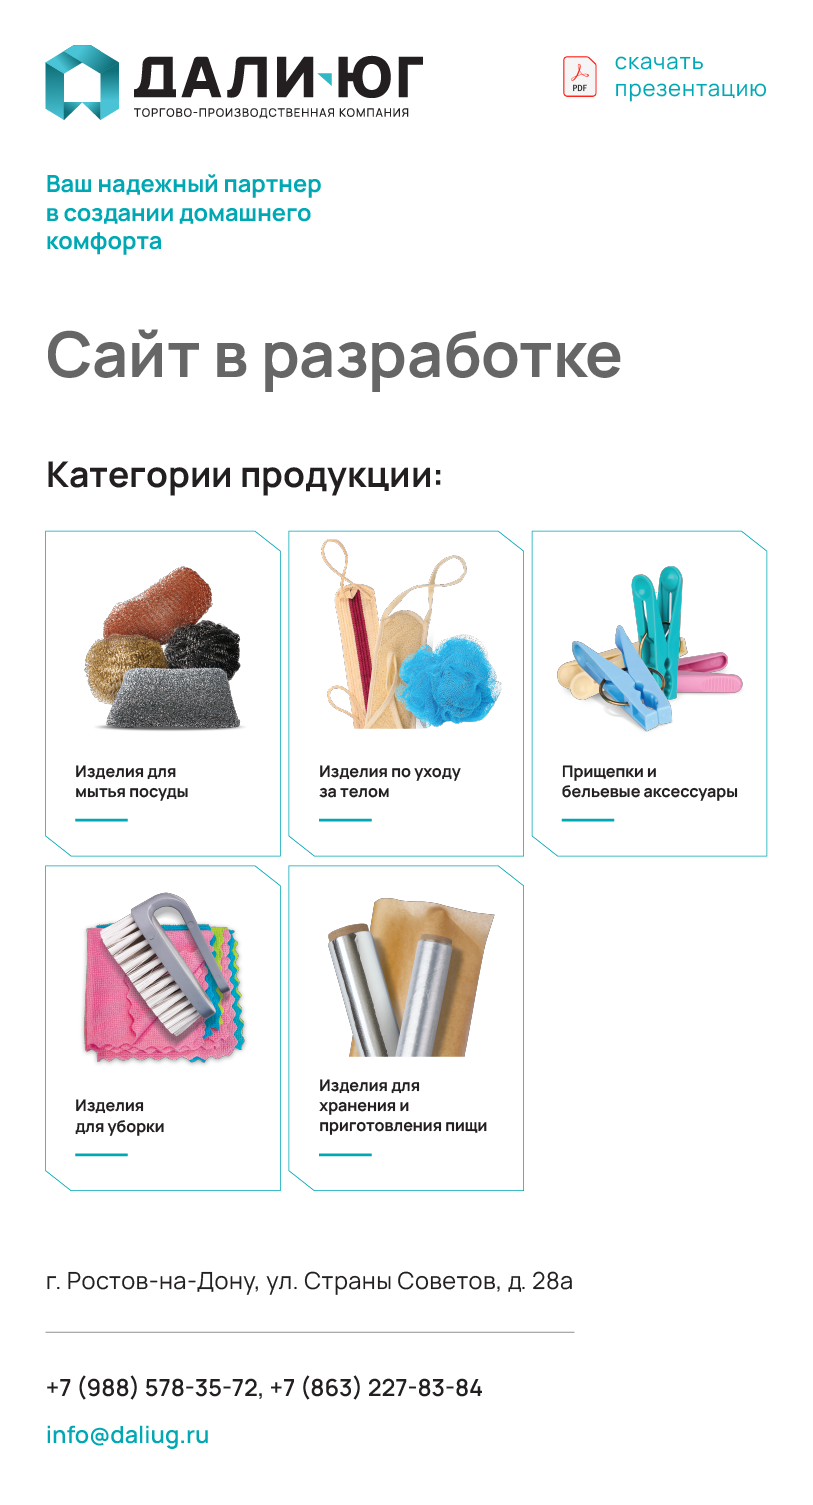 ДАЛИ-ЮГ
ТОРГОВО-ПРОИЗВОДСТВЕННАЯ КОМПАНИЯ
PDF
скачать
презентацию
Ваш надежный партнер
в создании домашнего
комфорта
Сайт в разработке
Категории продукции:
Изделия для
мытья посуды
Изделия по уходу
за телом
Прищепки и
бельевые аксессуары
Изделия
для уборки
Изделия для
хранения и
приготовления пищи
г. Ростов-на-Дону, ул. Страны Советов, д. 28а
+7 (988) 578-35-72, +7 (863) 227-83-84
info@daliug.ru